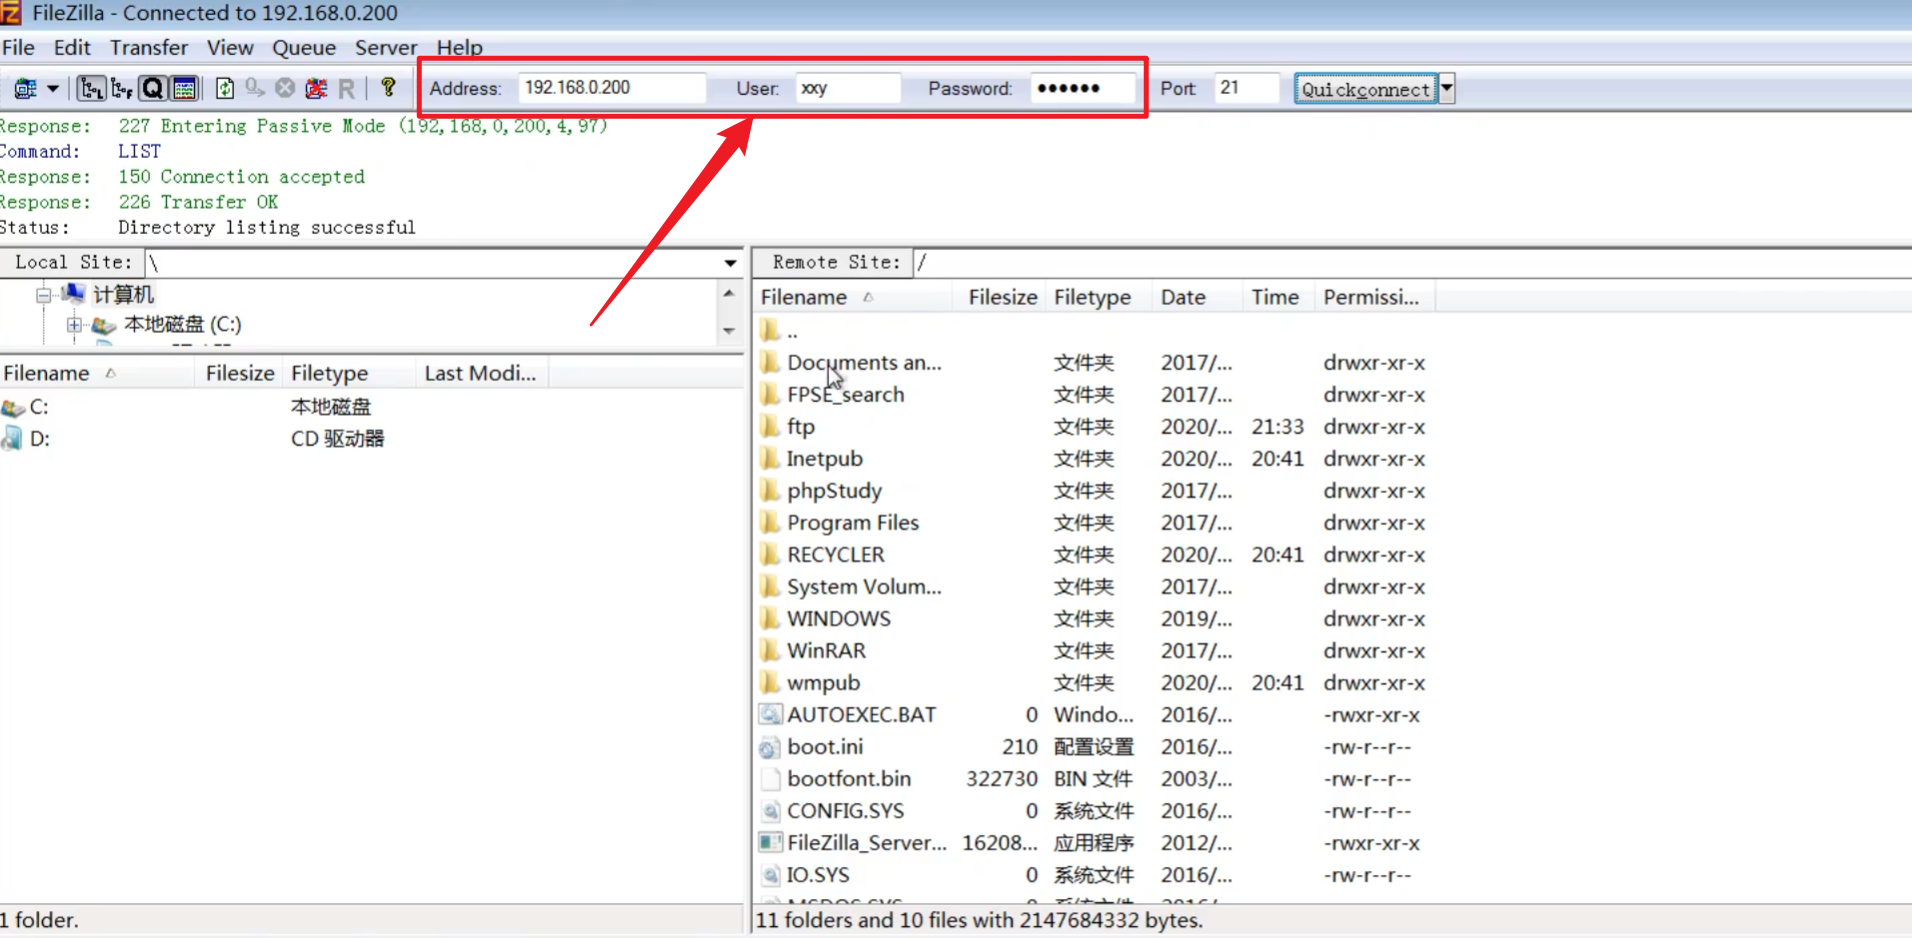 FileZilla - Connected to 192.168.0.200
File Edit Transfer View Queue Server Help
Address: 192.168.0.200 User: xxy Password: ●●●●●● Port 21 Quickconnect
Response: 227 Entering Passive Mode (192,168,0,200,4,97)
Command: LIST
Response: 150 Connection accepted
Response: 226 Transfer OK
Status: Directory listing successful
Local Site: \
计算机
本地磁盘 (C:)
Filename Filesize Filetype Last Modi...
C: 本地磁盘
D: CD 驱动器
1 folder.
Remote Site: /
Filename Filesize Filetype Date Time Permissi...
..
Documents an... 文件夹 2017/... drwxr-xr-x
FPSE_search 文件夹 2017/... drwxr-xr-x
ftp 文件夹 2020/... 21:33 drwxr-xr-x
Inetpub 文件夹 2020/... 20:41 drwxr-xr-x
phpStudy 文件夹 2017/... drwxr-xr-x
Program Files 文件夹 2017/... drwxr-xr-x
RECYCLER 文件夹 2020/... 20:41 drwxr-xr-x
System Volum... 文件夹 2017/... drwxr-xr-x
WINDOWS 文件夹 2019/... drwxr-xr-x
WinRAR 文件夹 2017/... drwxr-xr-x
wmpub 文件夹 2020/... 20:41 drwxr-xr-x
AUTOEXEC.BAT 0 Windo... 2016/... -rwxr-xr-x
boot.ini 210 配置设置 2016/... -rw-r--r--
bootfont.bin 322730 BIN 文件 2003/... -rw-r--r--
CONFIG.SYS 0 系统文件 2016/... -rw-r--r--
FileZilla_Server... 16208... 应用程序 2012/... -rwxr-xr-x
IO.SYS 0 系统文件 2016/... -rw-r--r--
11 folders and 10 files with 2147684332 bytes.